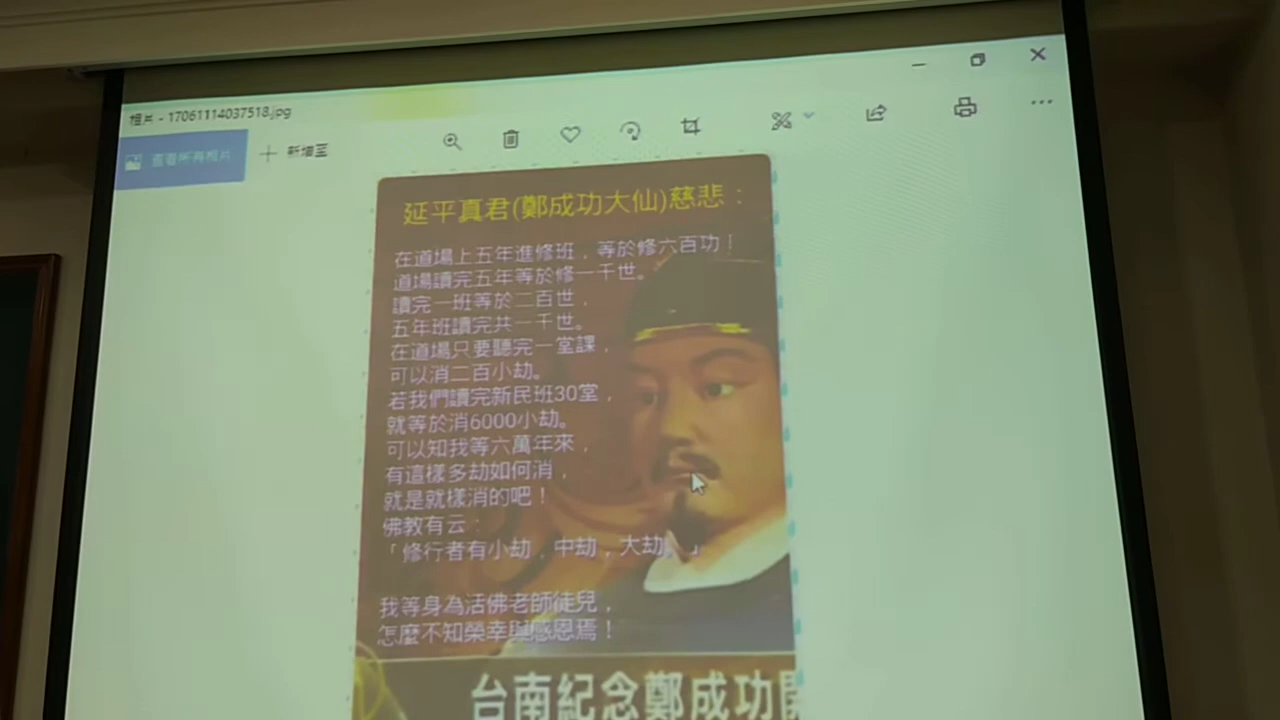 相片 - 17061114037518.jpg
查看所有相片
新增至
延平真君(鄭成功大仙)慈悲：
在道場上五年進修班，等於修六百功！
道場讀完五年等於修一千世。
讀完一班等於二百世，
五年班讀完共一千世。
在道場只要聽完一堂課，
可以消二百小劫。
若我們讀完新民班30堂，
就等於消6000小劫。
可以知我等六萬年來，
有這樣多劫如何消，
就是就樣消的吧！
佛教有云：
「修行者有小劫，中劫，大劫。」
我等身為活佛老師徒兒，
怎麼不知榮幸與感恩焉！
台南紀念鄭成功開